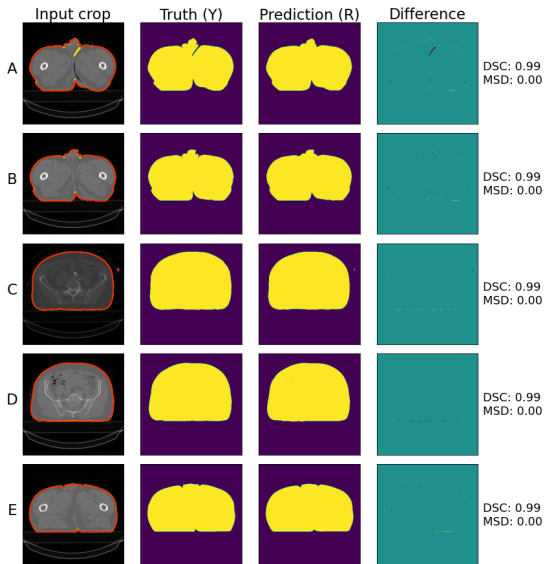 Input crop Truth (Y) Prediction (R) Difference
A
DSC: 0.99
MSD: 0.00
B
DSC: 0.99
MSD: 0.00
C
DSC: 0.99
MSD: 0.00
D
DSC: 0.99
MSD: 0.00
E
DSC: 0.99
MSD: 0.00